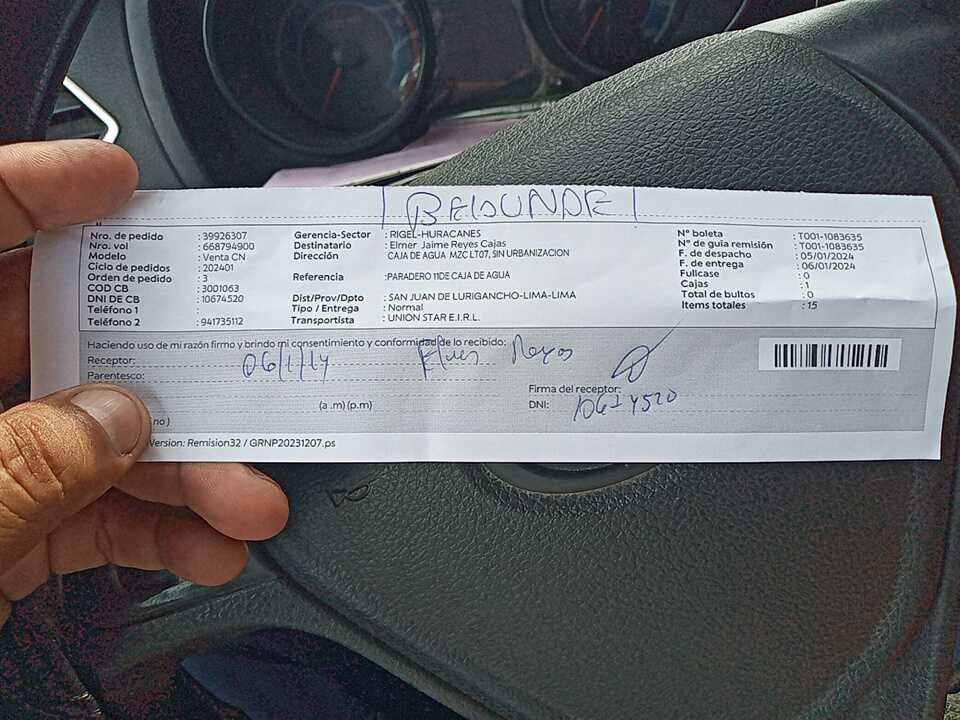 BELAUNDE
Nro. de pedido : 39926307 Gerencia-Sector : RIGEL-HURACANES N° boleta : T001-1083635
Nro. vol : 668794900 Destinatario : Elmer Jaime Reyes Cajas N° de guia remisión : T001-1083635
Modelo : Venta CN Dirección CAJA DE AGUA MZC LT07, SIN URBANIZACION F. de despacho : 05/01/2024
Ciclo de pedidos : 202401 F. de entrega : 06/01/2024
Orden de pedido : 3 Referencia :PARADERO 11DE CAJA DE AGUA Fullcase : 0
COD CB : 3001063 Cajas : 1
DNI DE CB : 10674520 Dist/Prov/Dpto : SAN JUAN DE LURIGANCHO-LIMA-LIMA Total de bultos : 0
Teléfono 1 : Tipo / Entrega : Normal Items totales : 15
Teléfono 2 : 941735112 Transportista : UNION STAR E.I.R.L.
Haciendo uso de mi razón firmo y brindo mi consentimiento y conformidad de lo recibido:
Receptor: Reyes
Parentesco:
Firma del receptor:
(a .m) (p.m) DNI: 10674520
no )
Version: Remision32 / GRNP20231207.ps